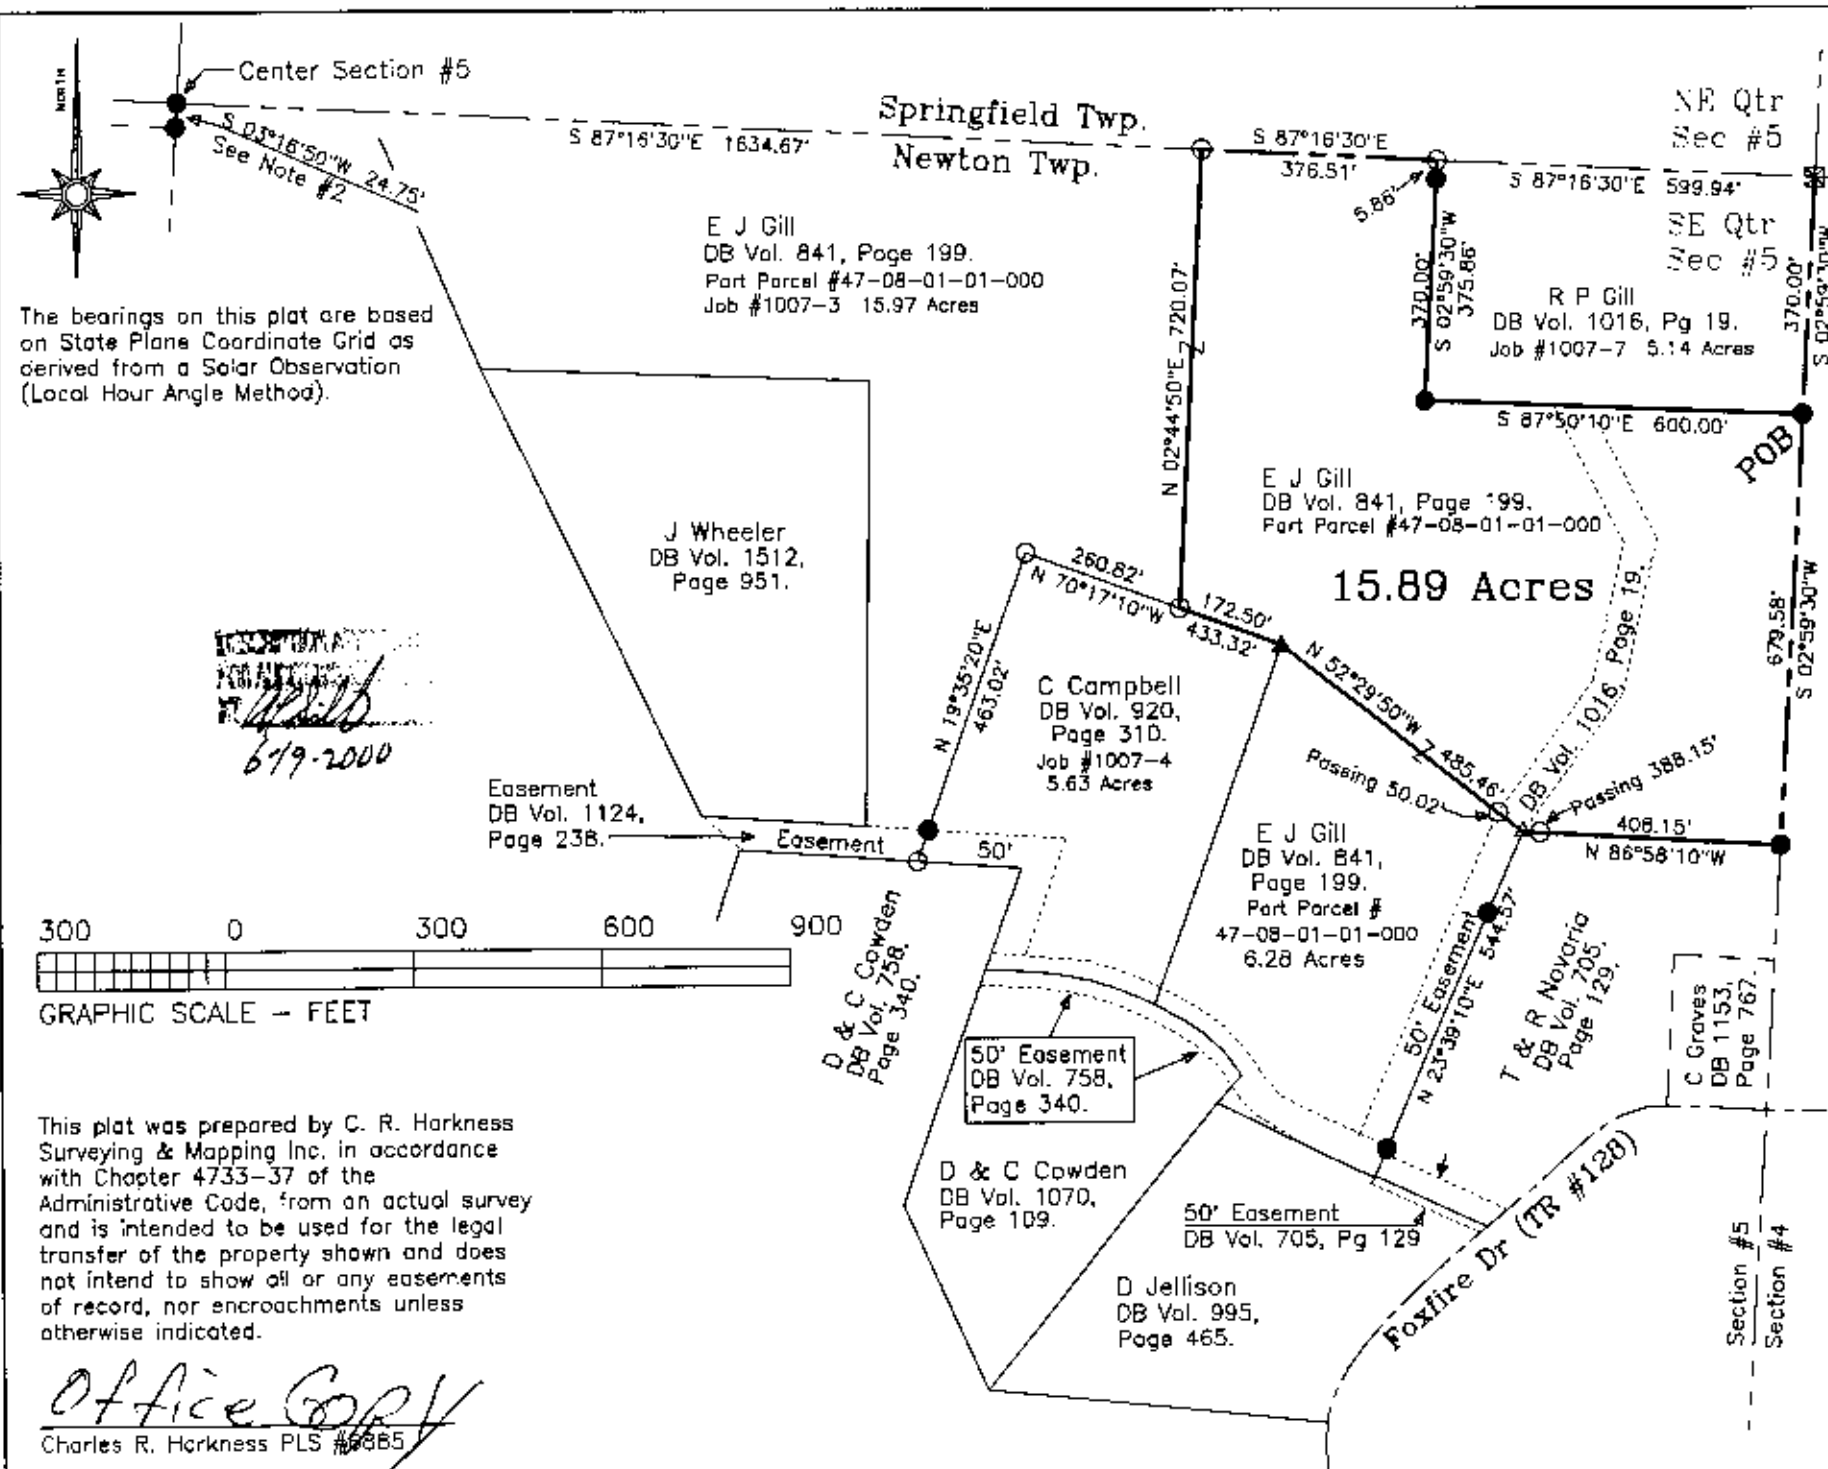 NORTH
Center Section #5
S 03°16'50"W 24.75'
See Note #2
S 87°16'30"E 1634.67'
Springfield Twp.
Newton Twp.
S 87°16'30"E
376.51'
5.86'
S 87°16'30"E 599.94'
NE Qtr
Sec #5
SE Qtr
Sec #5
E J Gill
DB Vol. 841, Page 199.
Part Parcel #47-08-01-01-000
Job #1007-3 15.97 Acres
The bearings on this plat are based
on State Plane Coordinate Grid as
derived from a Solar Observation
(Local Hour Angle Method).
N 02°44'50"E 720.07'
370.00'
S 02°59'30"W
375.86'
R P Gill
DB Vol. 1016, Pg 19.
Job #1007-7 5.14 Acres
370.00'
S 02°59'30"W
S 87°50'10"E 600.00'
POB
E J Gill
DB Vol. 841, Page 199.
Part Parcel #47-08-01-01-000
15.89 Acres
J Wheeler
DB Vol. 1512,
Page 951.
260.82'
N 70°17'10"W
172.50'
433.32'
N 52°29'50"W 485.46'
DB Vol. 1016, Page 19.
679.58'
S 02°59'30"W
N 19°35'20"E
463.02'
C Campbell
DB Vol. 920,
Page 310.
Job #1007-4
5.63 Acres
6-19-2000
Passing 50.02'
Passing 388.15'
408.15'
N 86°58'10"W
Easement
DB Vol. 1124,
Page 238.
Easement
50'
E J Gill
DB Vol. 841,
Page 199.
Part Parcel #
47-08-01-01-000
6.28 Acres
300 0 300 600 900
GRAPHIC SCALE - FEET
D & C Cowden
DB Vol. 758,
Page 340.
50' Easement
N 23°39'10"E 544.57'
T & R Novaria
DB Vol. 705,
Page 129.
C Graves
DB 1153,
Page 767.
50' Easement
DB Vol. 758,
Page 340.
This plat was prepared by C. R. Harkness
Surveying & Mapping Inc. in accordance
with Chapter 4733-37 of the
Administrative Code, from an actual survey
and is intended to be used for the legal
transfer of the property shown and does
not intend to show all or any easements
of record, nor encroachments unless
otherwise indicated.
D & C Cowden
DB Vol. 1070,
Page 109.
50' Easement
DB Vol. 705, Pg 129
Foxfire Dr (TR #128)
Section #5
Section #4
D Jellison
DB Vol. 995,
Page 465.
Office Copy
Charles R. Harkness PLS #6885